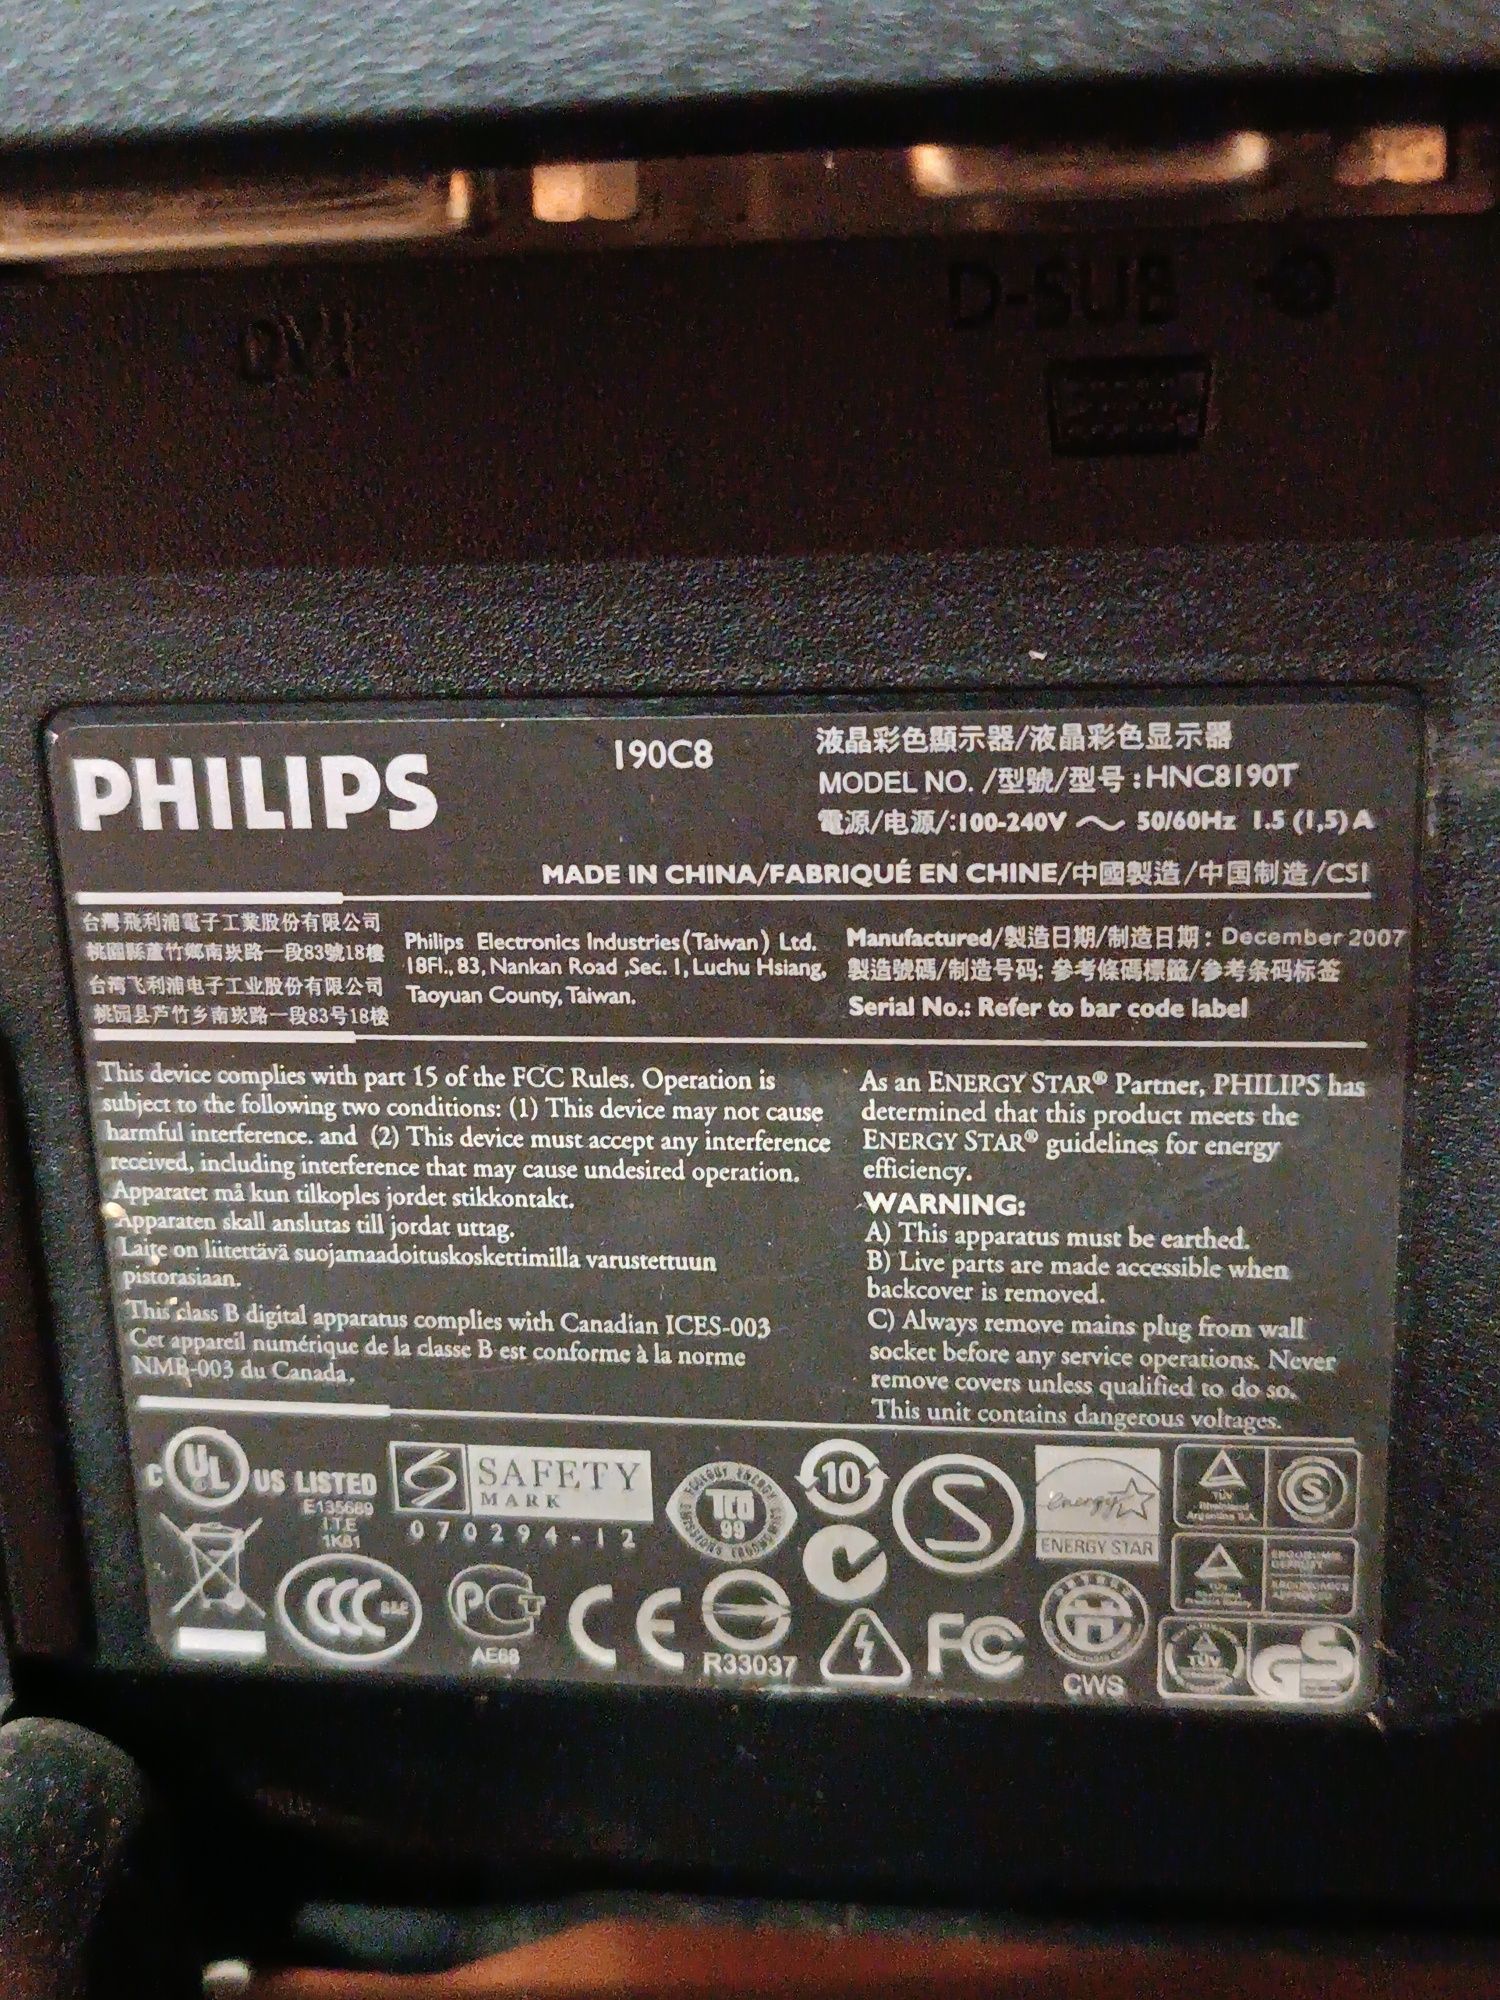 DVI
D-SUB
PHILIPS
190C8
液晶彩色顯示器/液晶彩色显示器
MODEL NO. /型號/型号 : HNC8190T
電源/电源/:100-240V ～ 50/60Hz 1.5 (1,5) A
MADE IN CHINA/FABRIQUÉ EN CHINE/中國製造/中国制造/CSI
台灣飛利浦電子工業股份有限公司
桃園縣蘆竹鄉南崁路一段83號18樓
台湾飞利浦电子工业股份有限公司
桃园县芦竹乡南崁路一段83号18楼
Philips Electronics Industries (Taiwan) Ltd.
18Fl., 83, Nankan Road ,Sec. 1, Luchu Hsiang,
Taoyuan County, Taiwan.
Manufactured/製造日期/制造日期 : December 2007
製造號碼/制造号码: 參考條碼標籤/参考条码标签
Serial No.: Refer to bar code label
This device complies with part 15 of the FCC Rules. Operation is
subject to the following two conditions: (1) This device may not cause
harmful interference. and (2) This device must accept any interference
received, including interference that may cause undesired operation.
Apparatet må kun tilkoples jordet stikkontakt.
Apparaten skall anslutas till jordat uttag.
Laite on liitettävä suojamaadoituskoskettimilla varustettuun
pistorasiaan.
This class B digital apparatus complies with Canadian ICES-003
Cet appareil numérique de la classe B est conforme à la norme
NMB-003 du Canada.
As an ENERGY STAR® Partner, PHILIPS has
determined that this product meets the
ENERGY STAR® guidelines for energy
efficiency.
WARNING:
A) This apparatus must be earthed.
B) Live parts are made accessible when
backcover is removed.
C) Always remove mains plug from wall
socket before any service operations. Never
remove covers unless qualified to do so.
This unit contains dangerous voltages.
C UL US LISTED
E135689
ITE
1K81
SAFETY
MARK
070294-12
TCO
99
10
S
energy
ENERGY STAR
TÜV
Rheinland
Argentina S.A.
S
CCC S&E
PCT
AE68
CE
R33037
FC
CWS
TÜV
ERGONOMIE
GEPRÜFT
ERGONOMICS
APPROVED
TÜV
GS